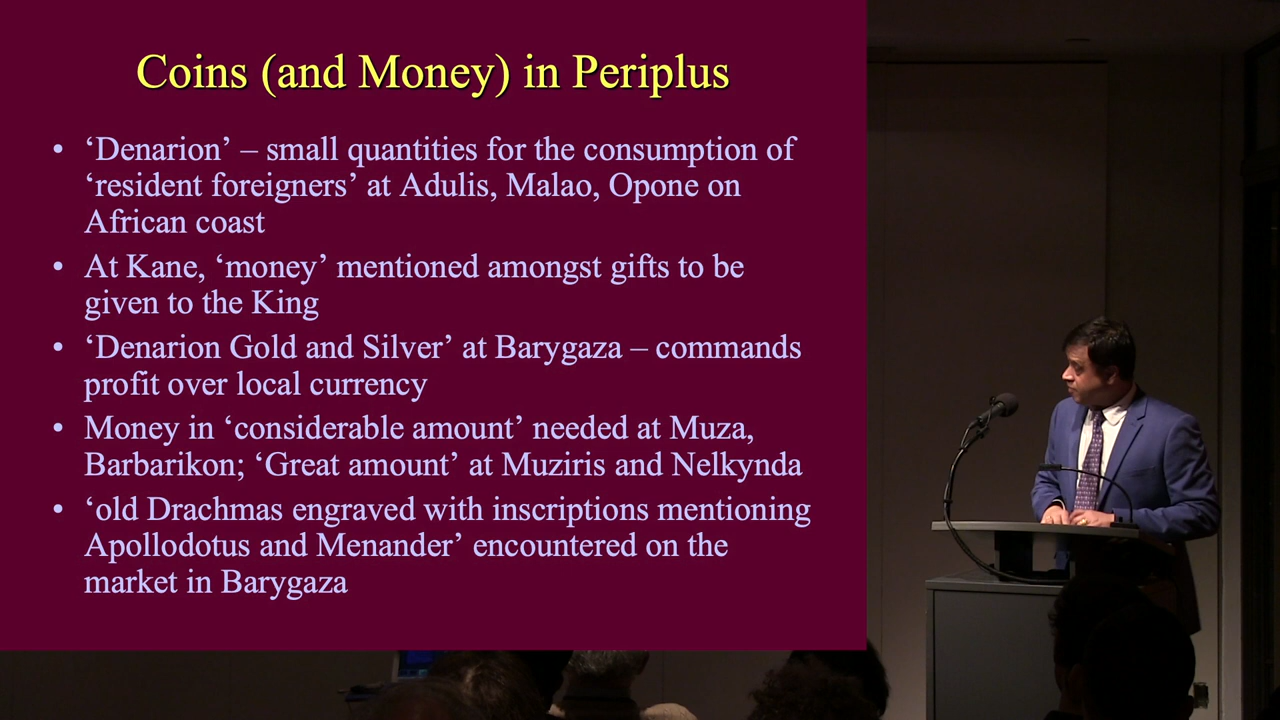 Coins (and Money) in Periplus
• ‘Denarion’ – small quantities for the consumption of
‘resident foreigners’ at Adulis, Malao, Opone on
African coast
• At Kane, ‘money’ mentioned amongst gifts to be
given to the King
• ‘Denarion Gold and Silver’ at Barygaza – commands
profit over local currency
• Money in ‘considerable amount’ needed at Muza,
Barbarikon; ‘Great amount’ at Muziris and Nelkynda
• ‘old Drachmas engraved with inscriptions mentioning
Apollodotus and Menander’ encountered on the
market in Barygaza